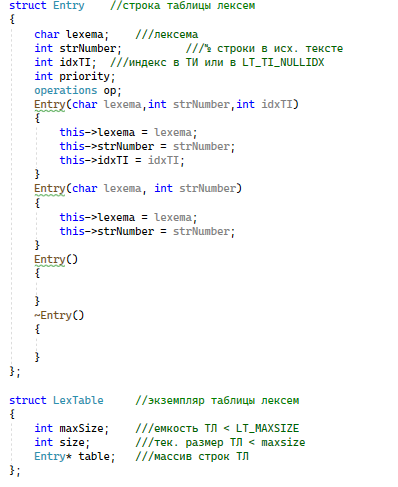 struct Entry    //строка таблицы лексем
{
    char lexema;    ///лексема
    int strNumber;          ///% строки в исх. тексте
    int idxTI;  ///индекс в ТИ или в LT_TI_NULLIDX
    int priority;
    operations op;
    Entry(char lexema,int strNumber,int idxTI)
    {
        this->lexema = lexema;
        this->strNumber = strNumber;
        this->idxTI = idxTI;
    }
    Entry(char lexema, int strNumber)
    {
        this->lexema = lexema;
        this->strNumber = strNumber;
    }
    Entry()
    {
    }
    ~Entry()
    {
    }
};
struct LexTable     //экземпляр таблицы лексем
{
    int maxSize;    ///емкость ТЛ < LT_MAXSIZE
    int size;       ///тек. размер ТЛ < maxsize
    Entry* table;   ///массив строк ТЛ
};